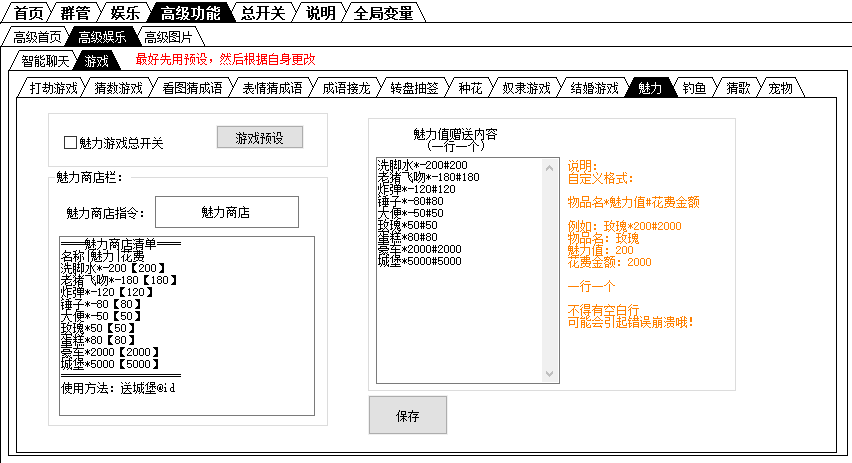 首页 群管 娱乐 高级功能 总开关 说明 全局变量
高级首页 高级娱乐 高级图片
智能聊天 游戏 最好先用预设，然后根据自身更改
打劫游戏 猜数游戏 看图猜成语 表情猜成语 成语接龙 转盘抽签 种花 奴隶游戏 结婚游戏 魅力 钓鱼 猜歌 宠物
魅力游戏总开关 游戏预设
魅力商店栏：
魅力商店指令： 魅力商店
═══魅力商店清单═══
名称|魅力|花费
洗脚水*-200【200】
老猪飞吻*-180【180】
炸弹*-120【120】
锤子*-80【80】
大便*-50【50】
玫瑰*50【50】
蛋糕*80【80】
豪车*2000【2000】
城堡*5000【5000】
══════════
使用方法：送城堡@id
魅力值赠送内容
（一行一个）
洗脚水*-200#200
老猪飞吻*-180#180
炸弹*-120#120
锤子*-80#80
大便*-50#50
玫瑰*50#50
蛋糕*80#80
豪车*2000#2000
城堡*5000#5000
说明：
自定义格式：
物品名*魅力值#花费金额
例如：玫瑰*200#2000
物品名：玫瑰
魅力值：200
花费金额：2000
一行一个
不得有空白行
可能会引起错误崩溃哦！
保存